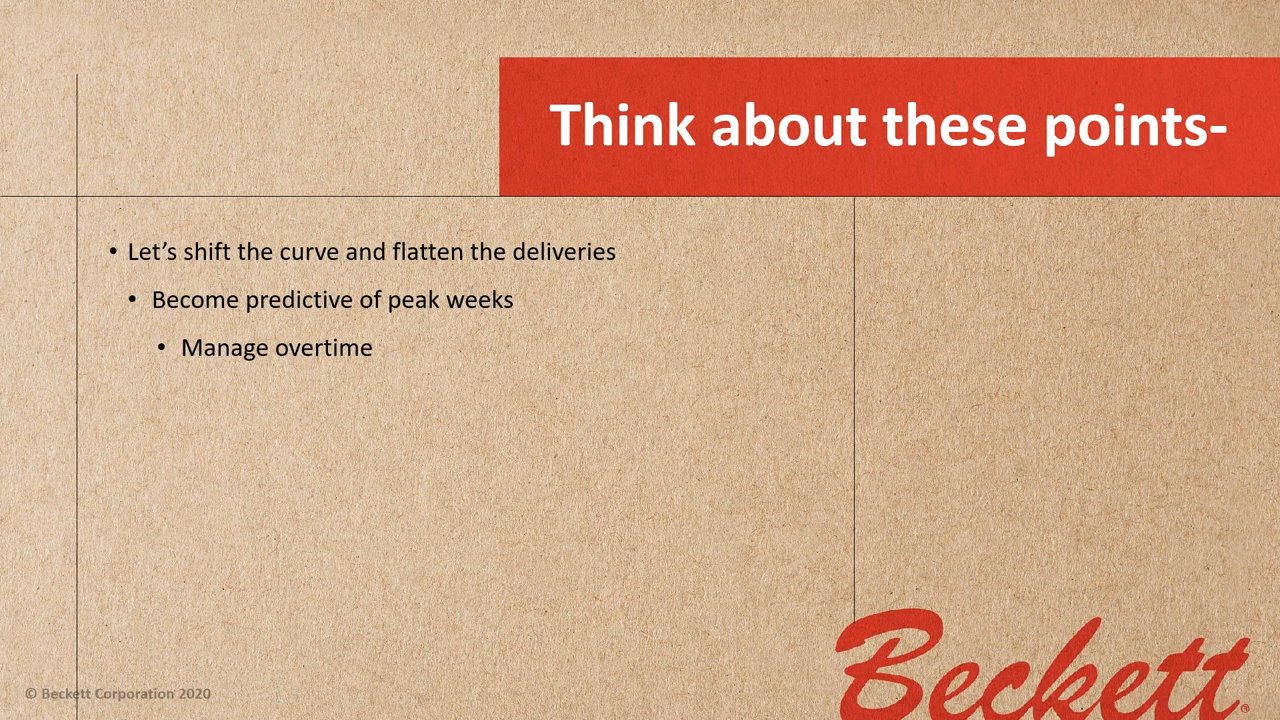 Think about these points-
• Let’s shift the curve and flatten the deliveries
• Become predictive of peak weeks
• Manage overtime
Beckett®
© Beckett Corporation 2020